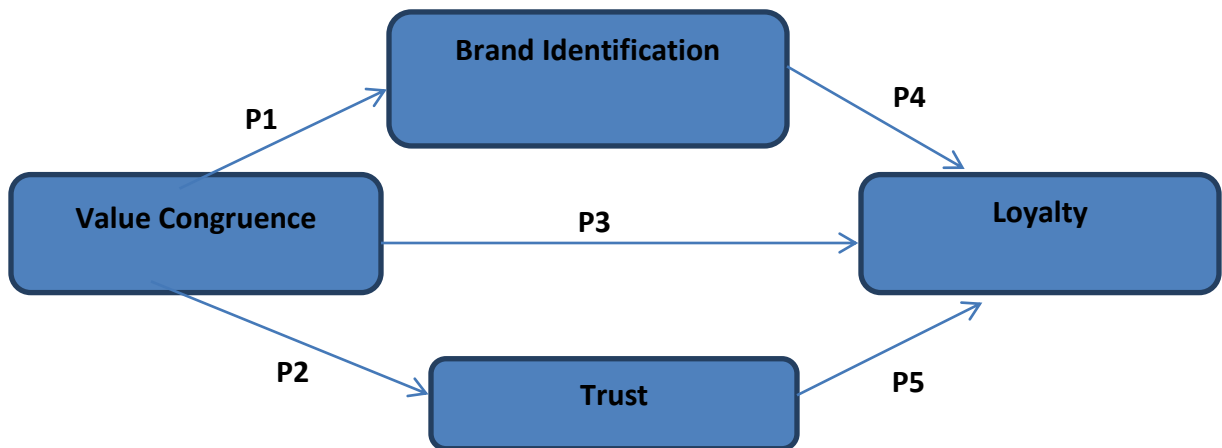 Brand Identification
P4
P1
Value Congruence
P3
Loyalty
P2
Trust
P5